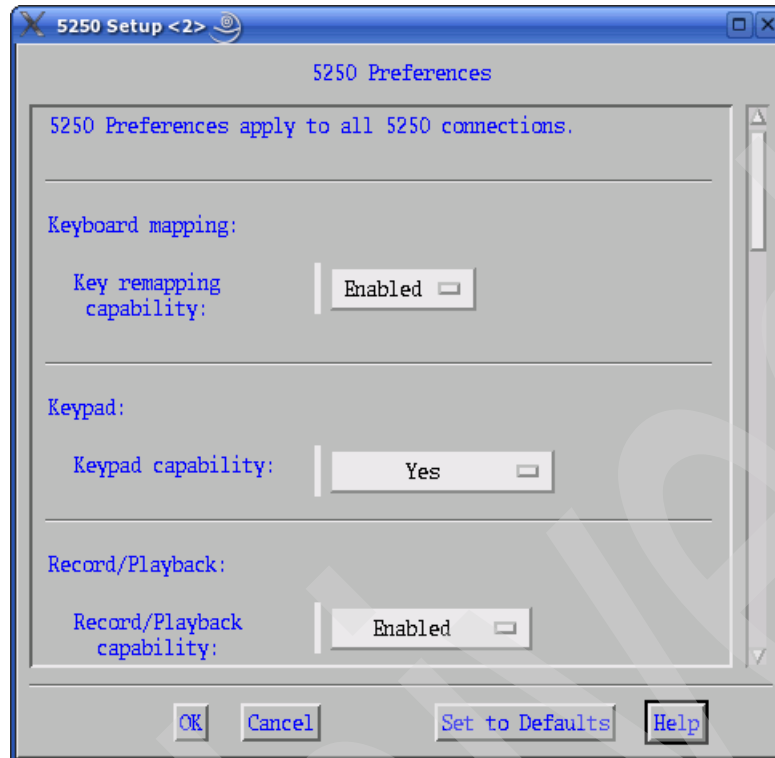 5250 Setup <2>
5250 Preferences
5250 Preferences apply to all 5250 connections.
Keyboard mapping:
Key remapping
capability:
Enabled
Keypad:
Keypad capability:
Yes
Record/Playback:
Record/Playback
capability:
Enabled
OK
Cancel
Set to Defaults
Help